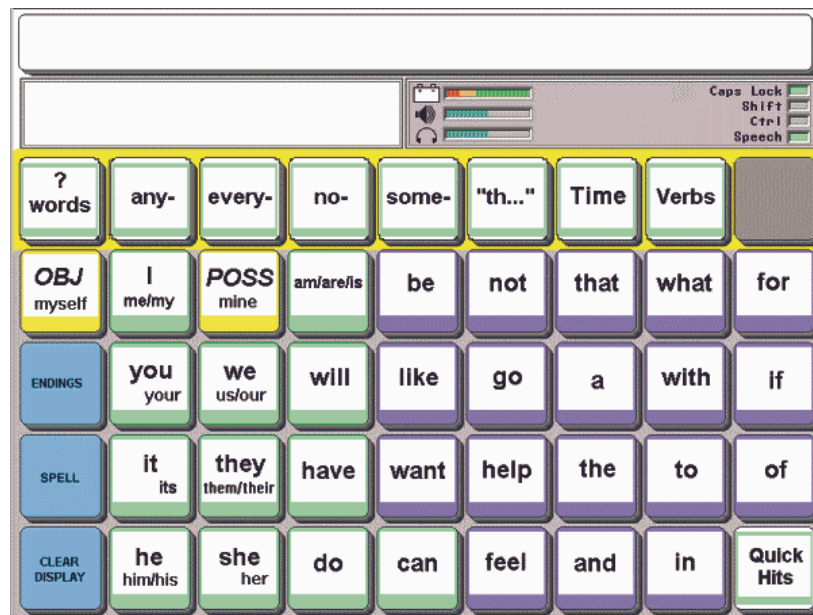 Caps Lock
Shift
Ctrl
Speech
?
words
any-
every-
no-
some-
"th..."
Time
Verbs
OBJ
myself
I
me/my
POSS
mine
am/are/is
be
not
that
what
for
ENDINGS
you
your
we
us/our
will
like
go
a
with
if
SPELL
it
its
they
them/their
have
want
help
the
to
of
CLEAR
DISPLAY
he
him/his
she
her
do
can
feel
and
in
Quick
Hits